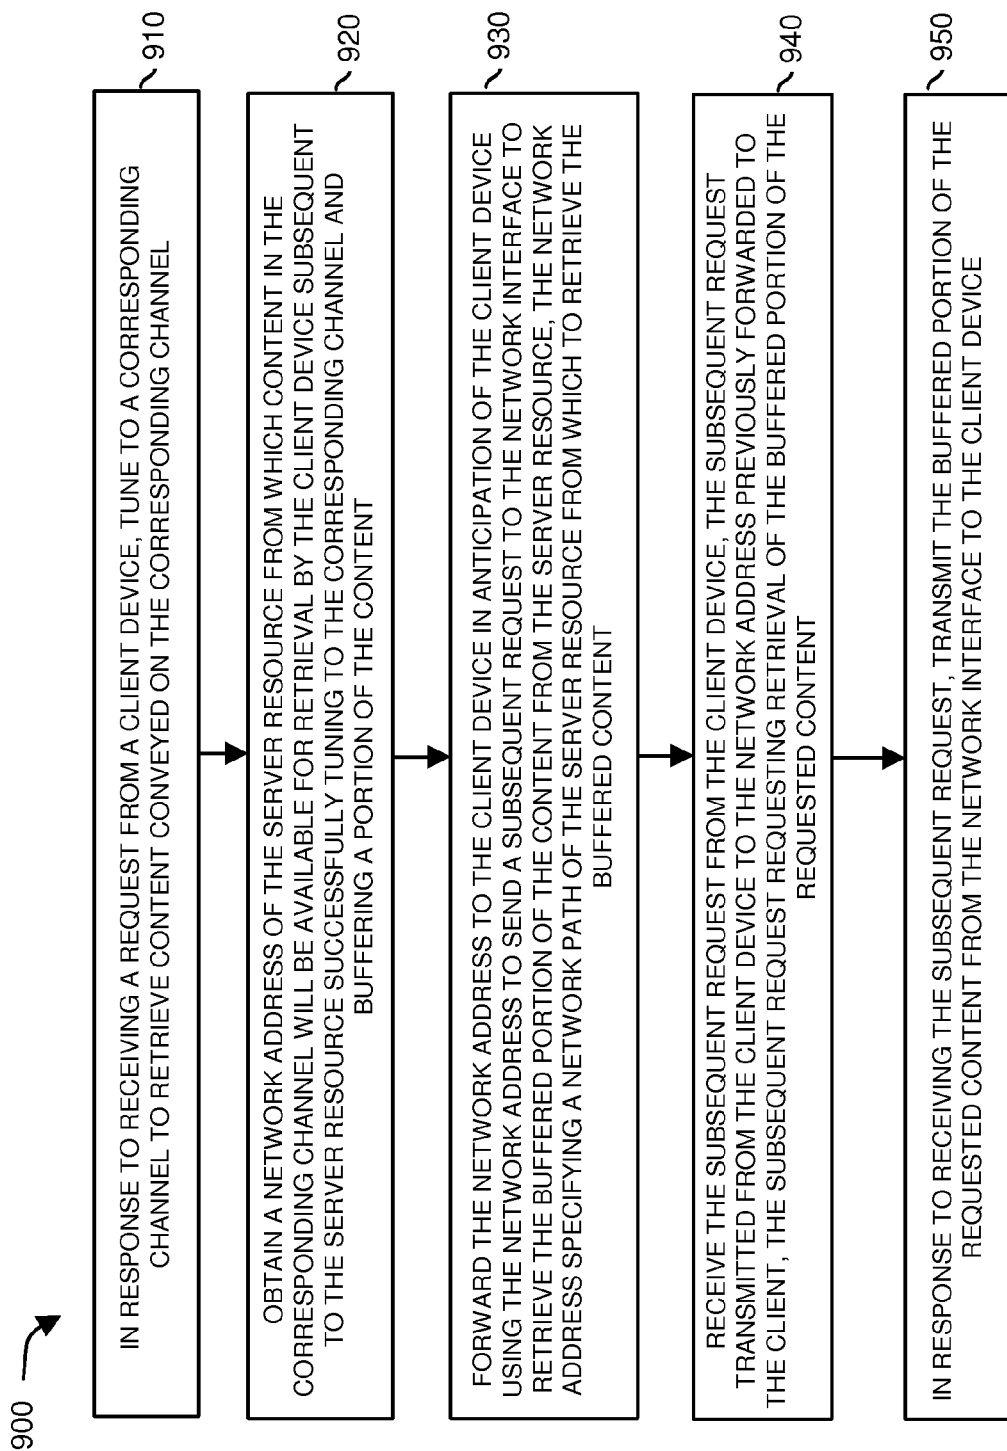 900
IN RESPONSE TO RECEIVING A REQUEST FROM A CLIENT DEVICE, TUNE TO A CORRESPONDING
CHANNEL TO RETRIEVE CONTENT CONVEYED ON THE CORRESPONDING CHANNEL
910
OBTAIN A NETWORK ADDRESS OF THE SERVER RESOURCE FROM WHICH CONTENT IN THE
CORRESPONDING CHANNEL WILL BE AVAILABLE FOR RETRIEVAL BY THE CLIENT DEVICE SUBSEQUENT
TO THE SERVER RESOURCE SUCCESSFULLY TUNING TO THE CORRESPONDING CHANNEL AND
BUFFERING A PORTION OF THE CONTENT
920
FORWARD THE NETWORK ADDRESS TO THE CLIENT DEVICE IN ANTICIPATION OF THE CLIENT DEVICE
USING THE NETWORK ADDRESS TO SEND A SUBSEQUENT REQUEST TO THE NETWORK INTERFACE TO
RETRIEVE THE BUFFERED PORTION OF THE CONTENT FROM THE SERVER RESOURCE, THE NETWORK
ADDRESS SPECIFYING A NETWORK PATH OF THE SERVER RESOURCE FROM WHICH TO RETRIEVE THE
BUFFERED CONTENT
930
RECEIVE THE SUBSEQUENT REQUEST FROM THE CLIENT DEVICE, THE SUBSEQUENT REQUEST
TRANSMITTED FROM THE CLIENT DEVICE TO THE NETWORK ADDRESS PREVIOUSLY FORWARDED TO
THE CLIENT, THE SUBSEQUENT REQUEST REQUESTING RETRIEVAL OF THE BUFFERED PORTION OF THE
REQUESTED CONTENT
940
IN RESPONSE TO RECEIVING THE SUBSEQUENT REQUEST, TRANSMIT THE BUFFERED PORTION OF THE
REQUESTED CONTENT FROM THE NETWORK INTERFACE TO THE CLIENT DEVICE
950